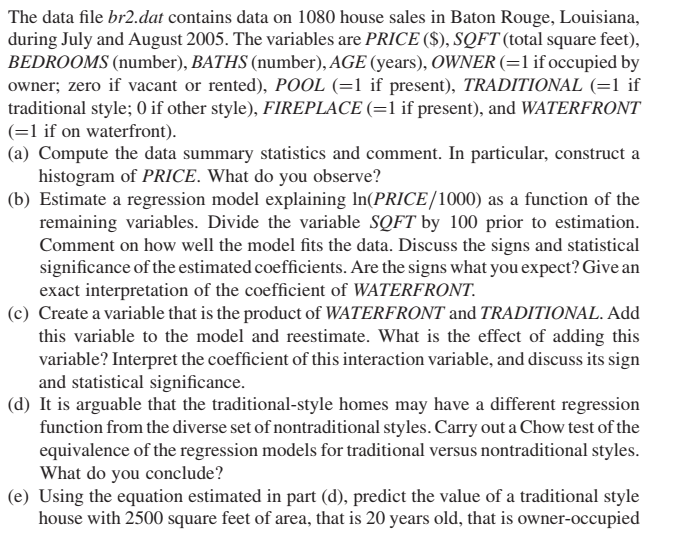 The data file br2.dat contains data on 1080 house sales in Baton Rouge, Louisiana,
during July and August 2005. The variables are PRICE ($), SQFT (total square feet),
BEDROOMS (number), BATHS (number), AGE (years), OWNER (=1 if occupied by
owner; zero if vacant or rented), POOL (=1 if present), TRADITIONAL (=1 if
traditional style; 0 if other style), FIREPLACE (=1 if present), and WATERFRONT
(=1 if on waterfront).
(a) Compute the data summary statistics and comment. In particular, construct a
histogram of PRICE. What do you observe?
(b) Estimate a regression model explaining ln(PRICE/1000) as a function of the
remaining variables. Divide the variable SQFT by 100 prior to estimation.
Comment on how well the model fits the data. Discuss the signs and statistical
significance of the estimated coefficients. Are the signs what you expect? Give an
exact interpretation of the coefficient of WATERFRONT.
(c) Create a variable that is the product of WATERFRONT and TRADITIONAL. Add
this variable to the model and reestimate. What is the effect of adding this
variable? Interpret the coefficient of this interaction variable, and discuss its sign
and statistical significance.
(d) It is arguable that the traditional-style homes may have a different regression
function from the diverse set of nontraditional styles. Carry out a Chow test of the
equivalence of the regression models for traditional versus nontraditional styles.
What do you conclude?
(e) Using the equation estimated in part (d), predict the value of a traditional style
house with 2500 square feet of area, that is 20 years old, that is owner-occupied